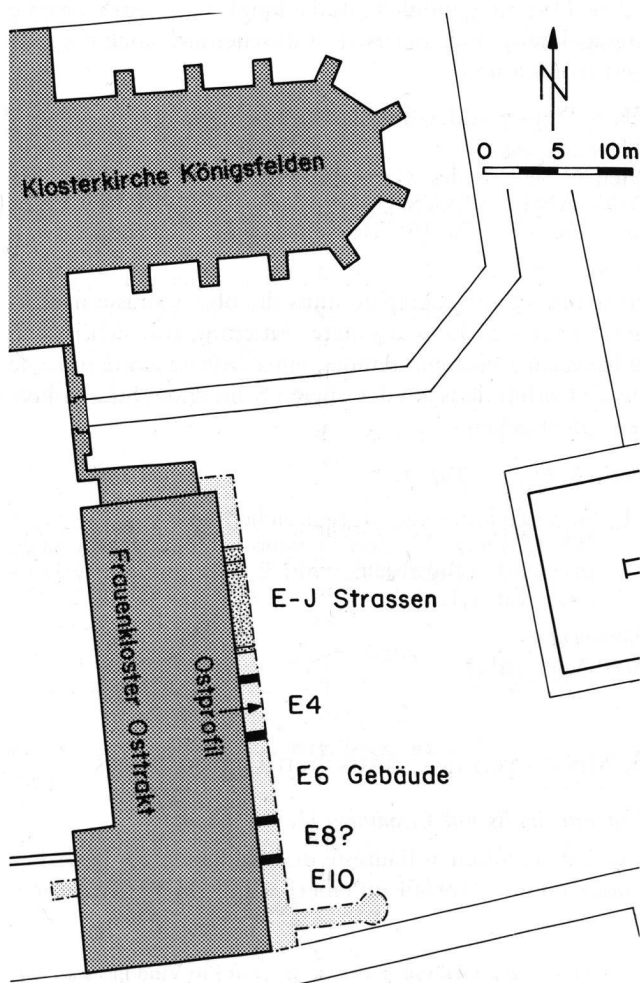 N
0 5 10m
Klosterkirche Königsfelden
E-J Strassen
Frauenkloster Osttrakt
Ostprofil
E4
E6 Gebäude
E8?
E10